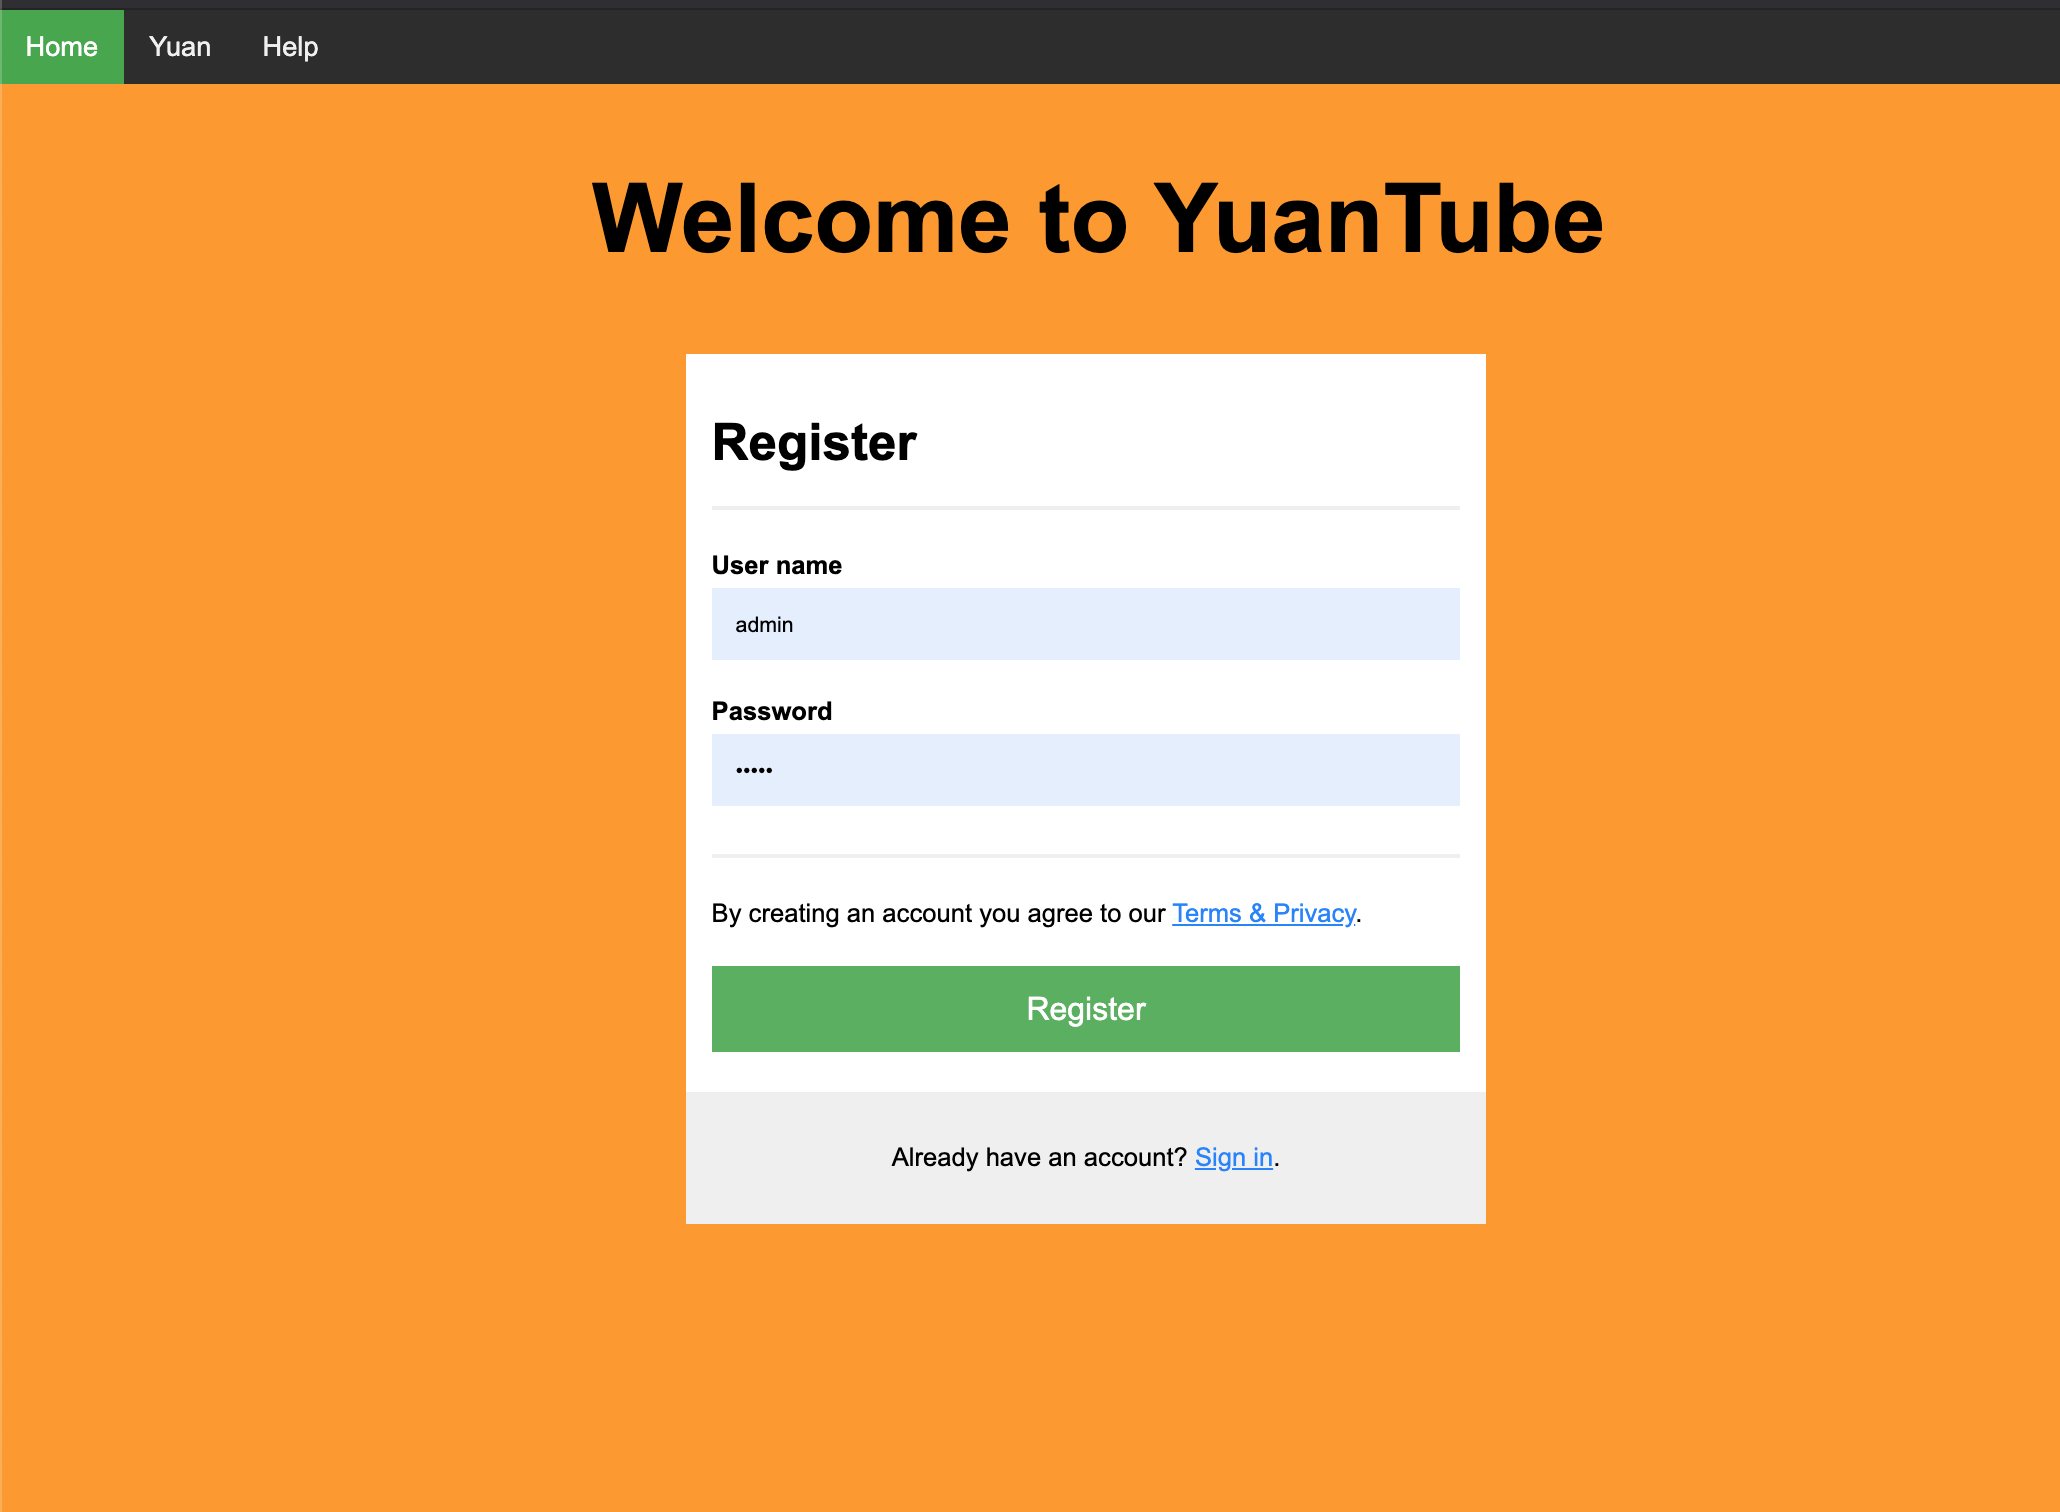 Home Yuan Help
Welcome to YuanTube
Register
User name
admin
Password
•••••
By creating an account you agree to our Terms & Privacy.
Register
Already have an account? Sign in.